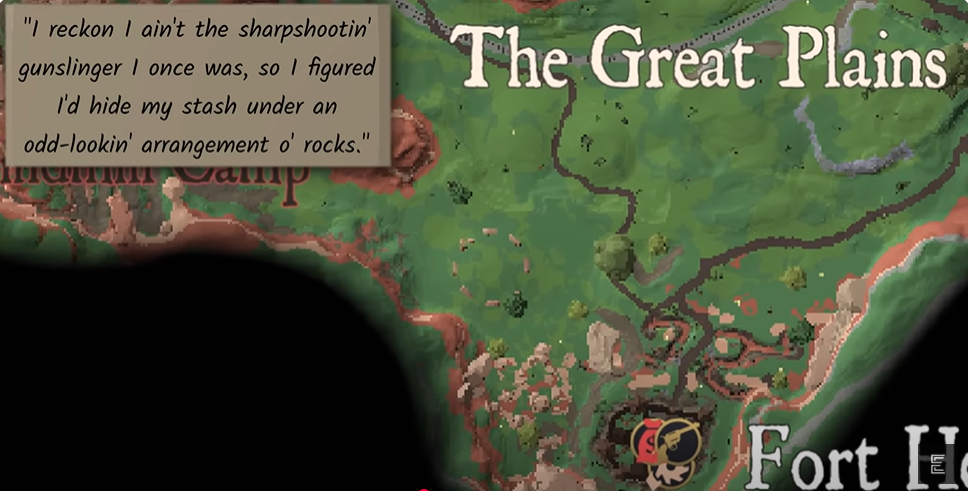 "I reckon I ain't the sharpshootin'
gunslinger I once was, so I figured
I'd hide my stash under an
odd-lookin' arrangement o' rocks."
The Great Plains
Camp
Fort